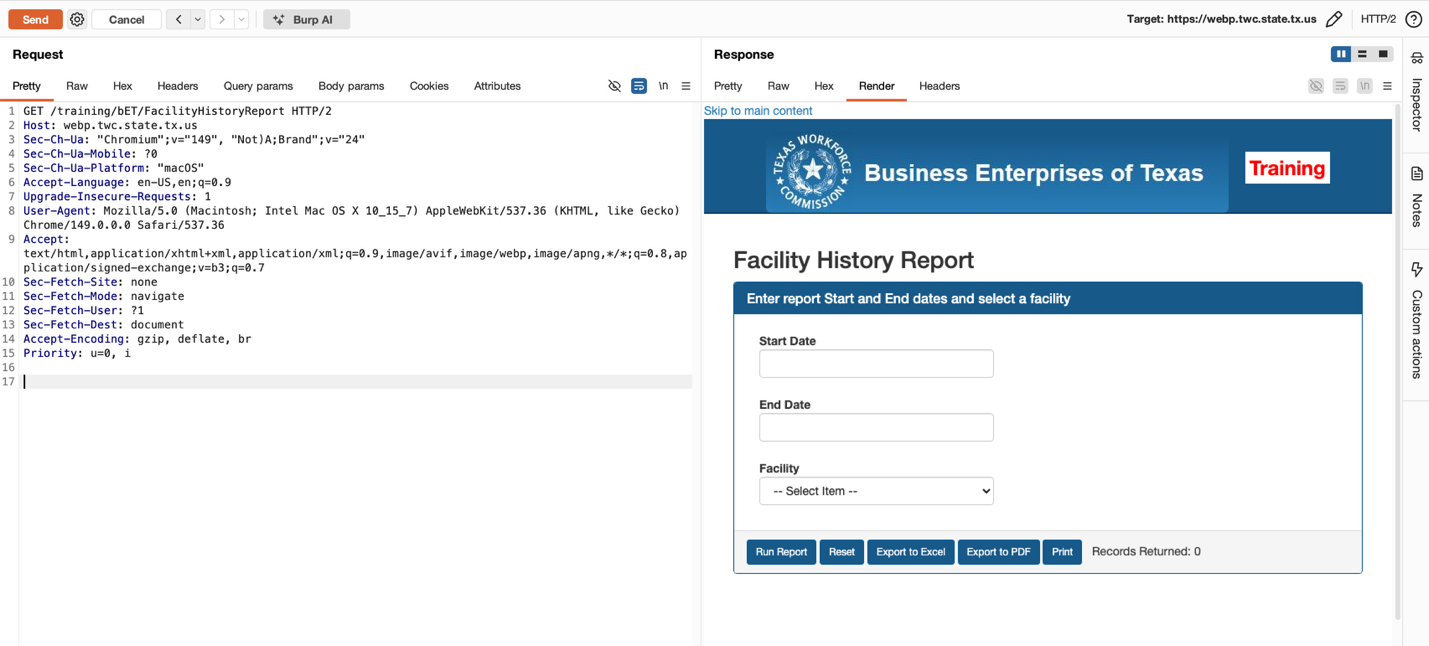 Send
Cancel
Burp AI
Target: https://webp.twc.state.tx.us
HTTP/2
Request
Pretty Raw Hex Headers Query params Body params Cookies Attributes
\n
1 GET /training/bET/FacilityHistoryReport HTTP/2
2 Host: webp.twc.state.tx.us
3 Sec-Ch-Ua: "Chromium";v="149", "Not)A;Brand";v="24"
4 Sec-Ch-Ua-Mobile: ?0
5 Sec-Ch-Ua-Platform: "macOS"
6 Accept-Language: en-US,en;q=0.9
7 Upgrade-Insecure-Requests: 1
8 User-Agent: Mozilla/5.0 (Macintosh; Intel Mac OS X 10_15_7) AppleWebKit/537.36 (KHTML, like Gecko)
Chrome/149.0.0.0 Safari/537.36
9 Accept:
text/html,application/xhtml+xml,application/xml;q=0.9,image/avif,image/webp,image/apng,*/*;q=0.8,ap
plication/signed-exchange;v=b3;q=0.7
10 Sec-Fetch-Site: none
11 Sec-Fetch-Mode: navigate
12 Sec-Fetch-User: ?1
13 Sec-Fetch-Dest: document
14 Accept-Encoding: gzip, deflate, br
15 Priority: u=0, i
16
17
Response
Pretty Raw Hex Render Headers
\n
Skip to main content
TEXAS WORKFORCE COMMISSION
Business Enterprises of Texas
Training
Facility History Report
Enter report Start and End dates and select a facility
Start Date
End Date
Facility
-- Select Item --
Run Report Reset Export to Excel Export to PDF Print Records Returned: 0
Inspector
Notes
Custom actions